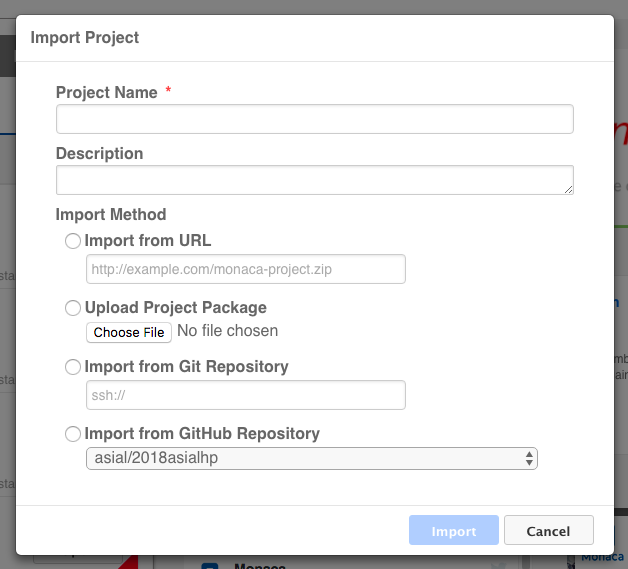 Import Project
Project Name *
Description
Import Method
Import from URL
http://example.com/monaca-project.zip
Upload Project Package
Choose File No file chosen
Import from Git Repository
ssh://
Import from GitHub Repository
asial/2018asialhp
Import Cancel
Monaca